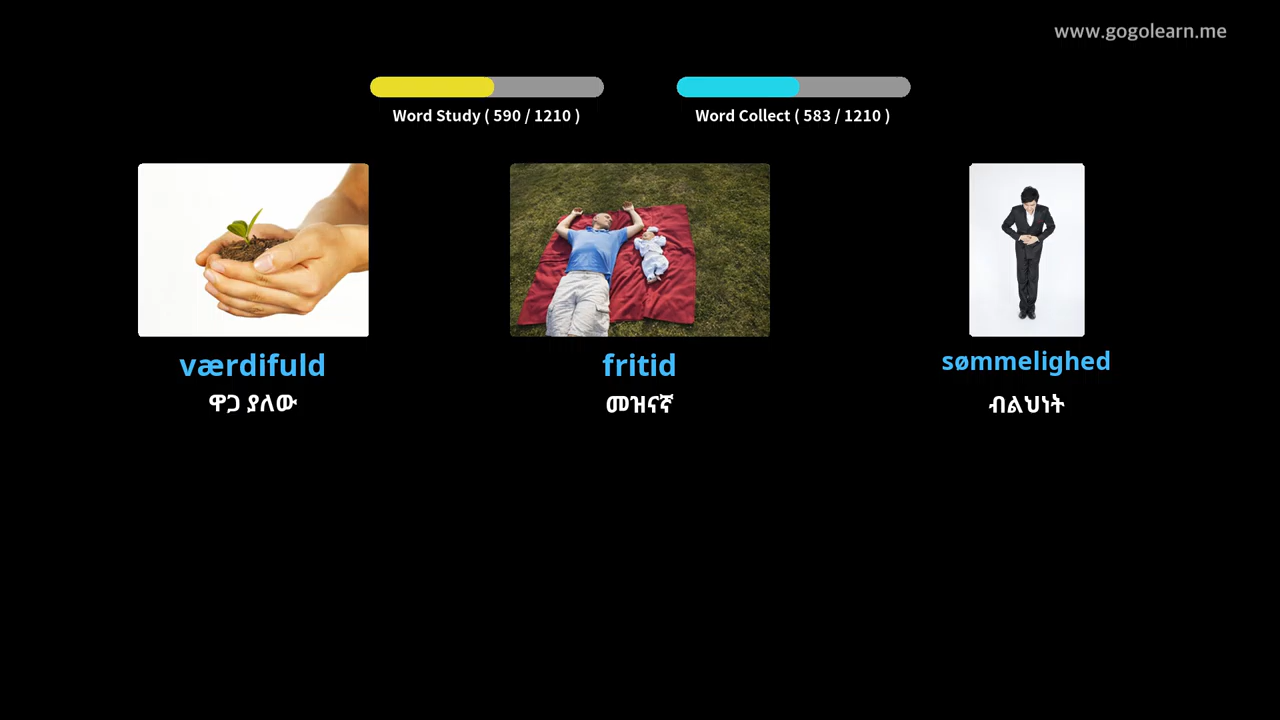 www.gogolearn.me
Word Study ( 590 / 1210 )
Word Collect ( 583 / 1210 )
værdifuld
ዋጋ ያለው
fritid
መዝናኛ
sømmelighed
ብልህነት